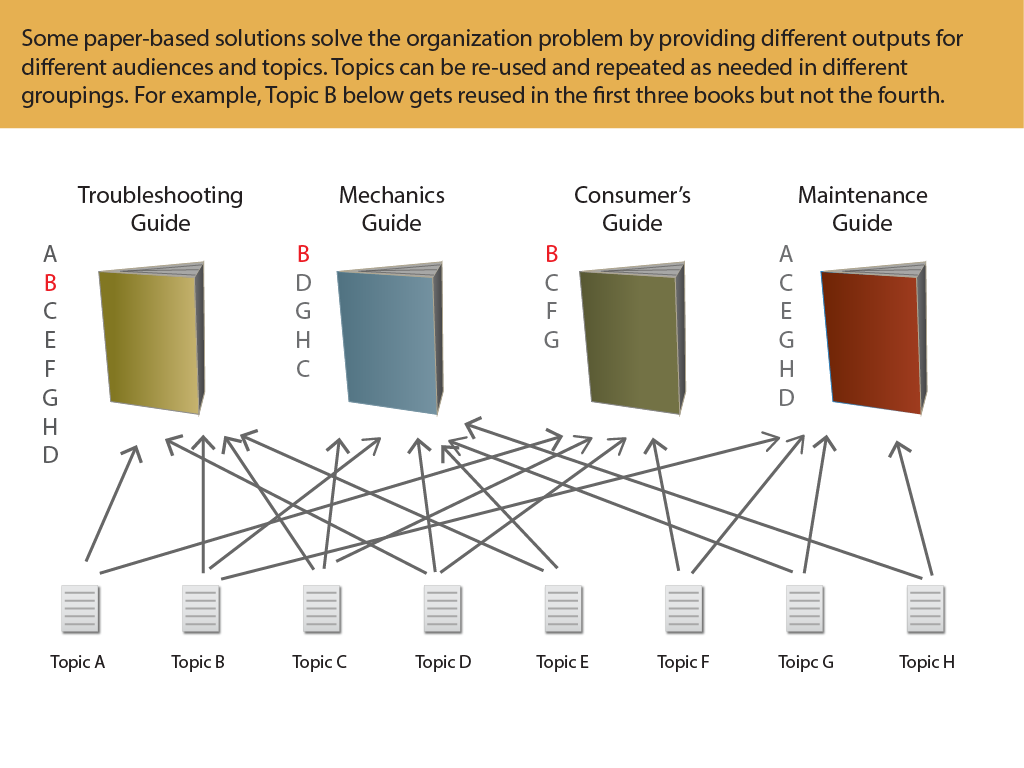 Some paper-based solutions solve the organization problem by providing different outputs for
different audiences and topics. Topics can be re-used and repeated as needed in different
groupings. For example, Topic B below gets reused in the first three books but not the fourth.
Troubleshooting
Guide
A
B
C
E
F
G
H
D
Mechanics
Guide
B
D
G
H
C
Consumer's
Guide
B
C
F
G
Maintenance
Guide
A
C
E
G
H
D
Topic A
Topic B
Topic C
Topic D
Topic E
Topic F
Toipc G
Topic H